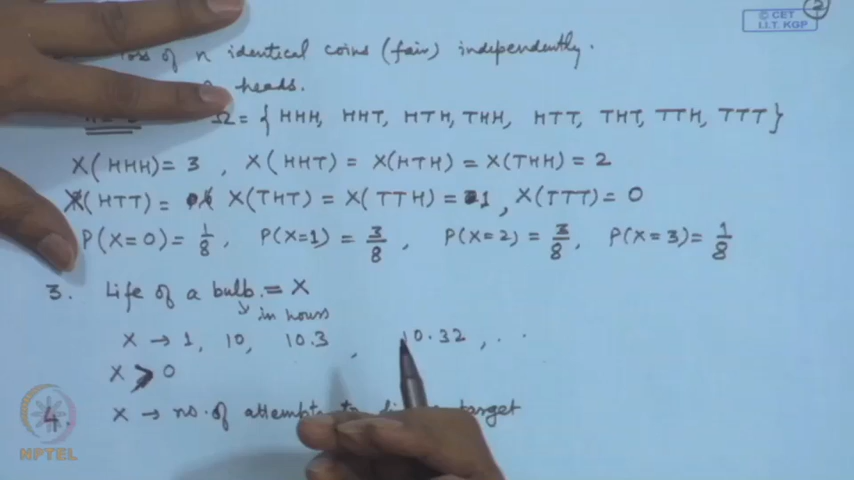 2
© CET
I.I.T. KGP
of n identical coins (fair) independently.
heads.
Ω = { HHH, HHT, HTH, THH, HTT, THT, TTH, TTT }
X(HHH) = 3 , X(HHT) = X(HTH) = X(THH) = 2
X(HTT) = X(THT) = X(TTH) = 1 , X(TTT) = 0
P(X=0) = 1/8 , P(X=1) = 3/8 , P(X=2) = 3/8 , P(X=3) = 1/8
3. Life of a bulb = X
in hours
X → 1, 10, 10.3 , 10.32 , . .
X > 0
4. X → no. of attempts to target
NPTEL